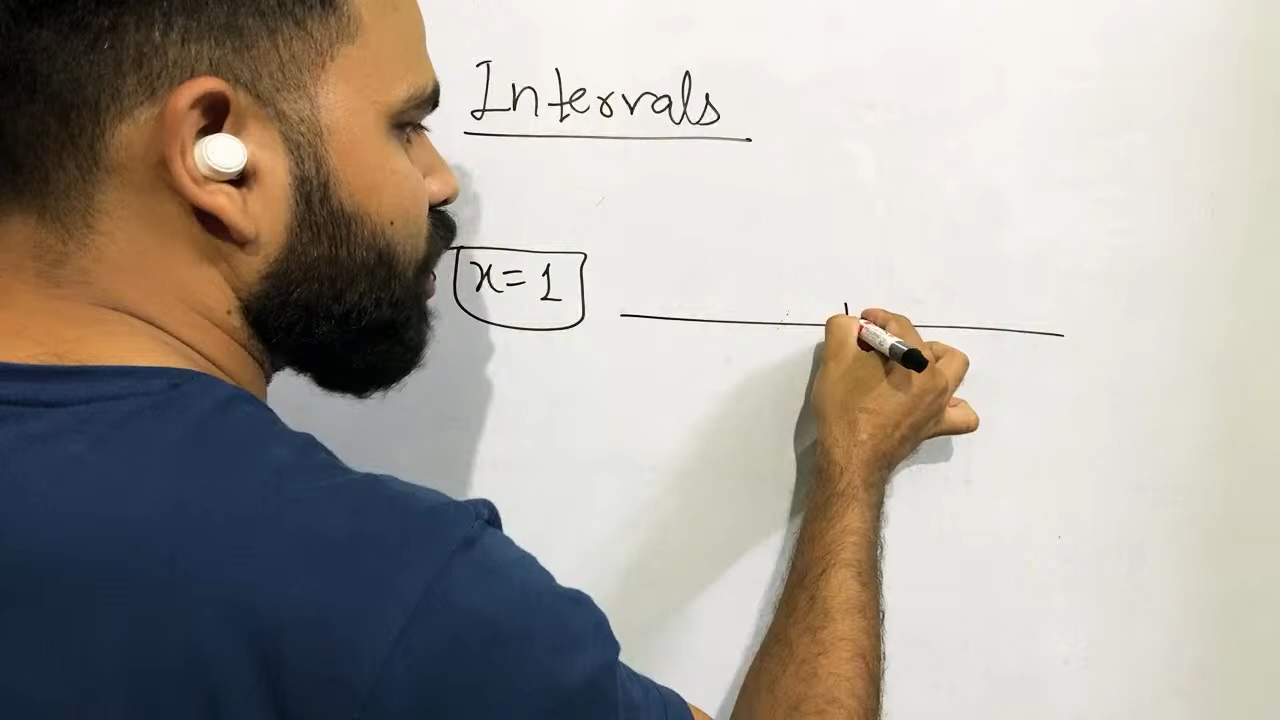 Intervals
x = 1